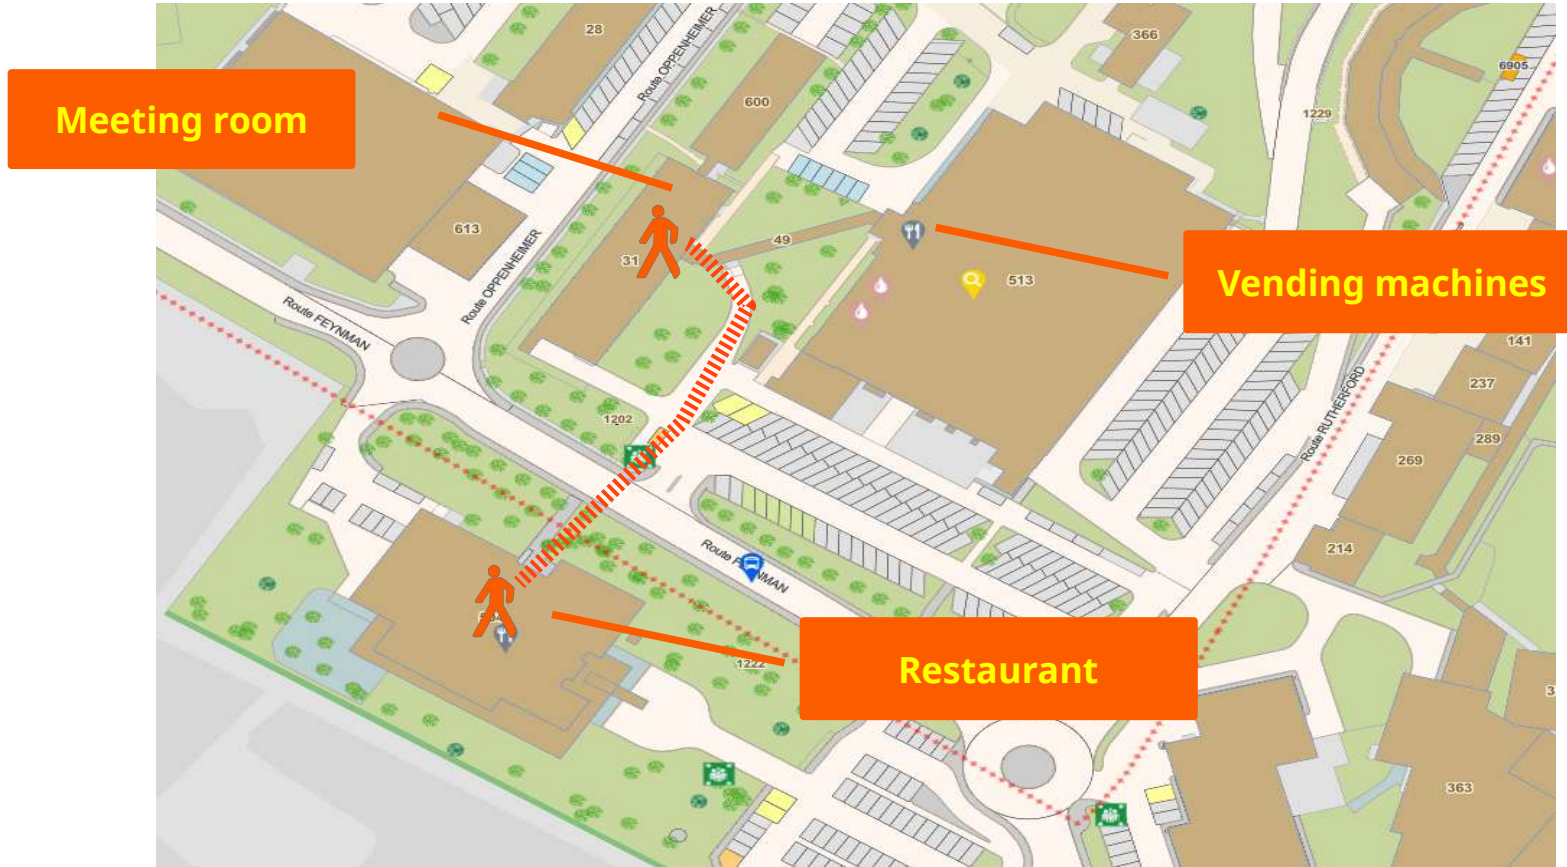 28
Route OPPENHEIMER
366
6905
600
1229
Meeting room
613
31
49
513
Route OPPENHEIMER
Vending machines
Route FEYNMAN
141
237
Route RUTHERFORD
1202
289
269
214
Route FEYNMAN
1222
Restaurant
363